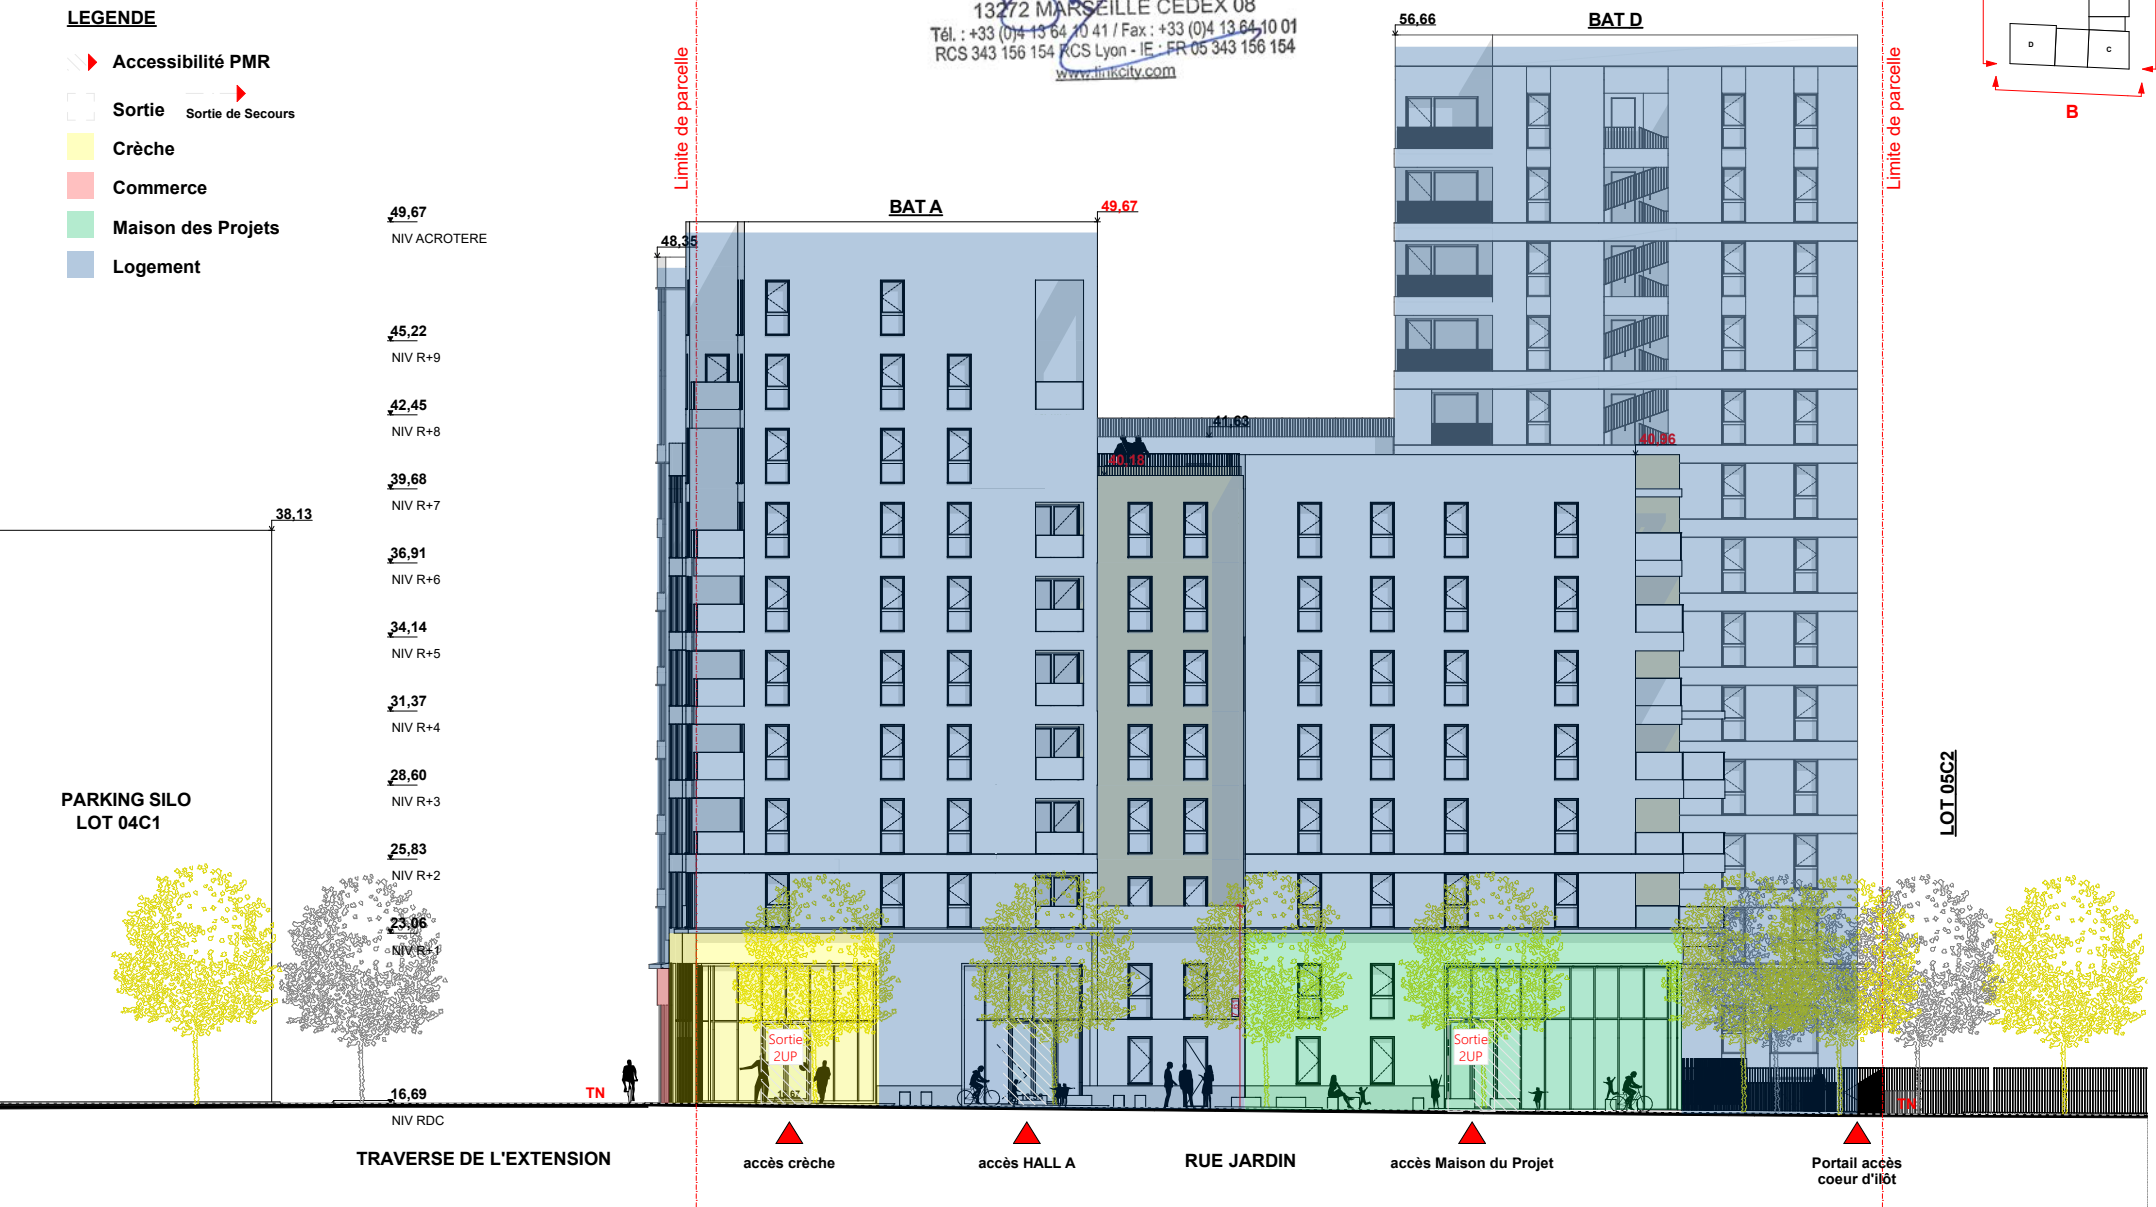 LEGENDE
Accessibilité PMR
Sortie
Sortie de Secours
Crèche
Commerce
Maison des Projets
Logement
13272 MARSEILLE CEDEX 08
Tél. : +33 (0)4 13 64 10 41 / Fax : +33 (0)4 13 64 10 01
RCS 343 156 154 RCS Lyon - IE : FR 05 343 156 154
www.linkcity.com
Limite de parcelle
BAT A
49,67
48,35
56,66
BAT D
Limite de parcelle
D
C
B
49,67
NIV ACROTERE
45,22
NIV R+9
42,45
NIV R+8
39,68
NIV R+7
36,91
NIV R+6
34,14
NIV R+5
31,37
NIV R+4
28,60
NIV R+3
25,83
NIV R+2
23,06
NIV R+1
16,69
NIV RDC
38,13
41,63
40,18
40,96
PARKING SILO
LOT 04C1
LOT 05C2
Sortie
2UP
Sortie
2UP
TN
TN
TRAVERSE DE L'EXTENSION
accès crèche
accès HALL A
RUE JARDIN
accès Maison du Projet
Portail accès
coeur d'ilôt